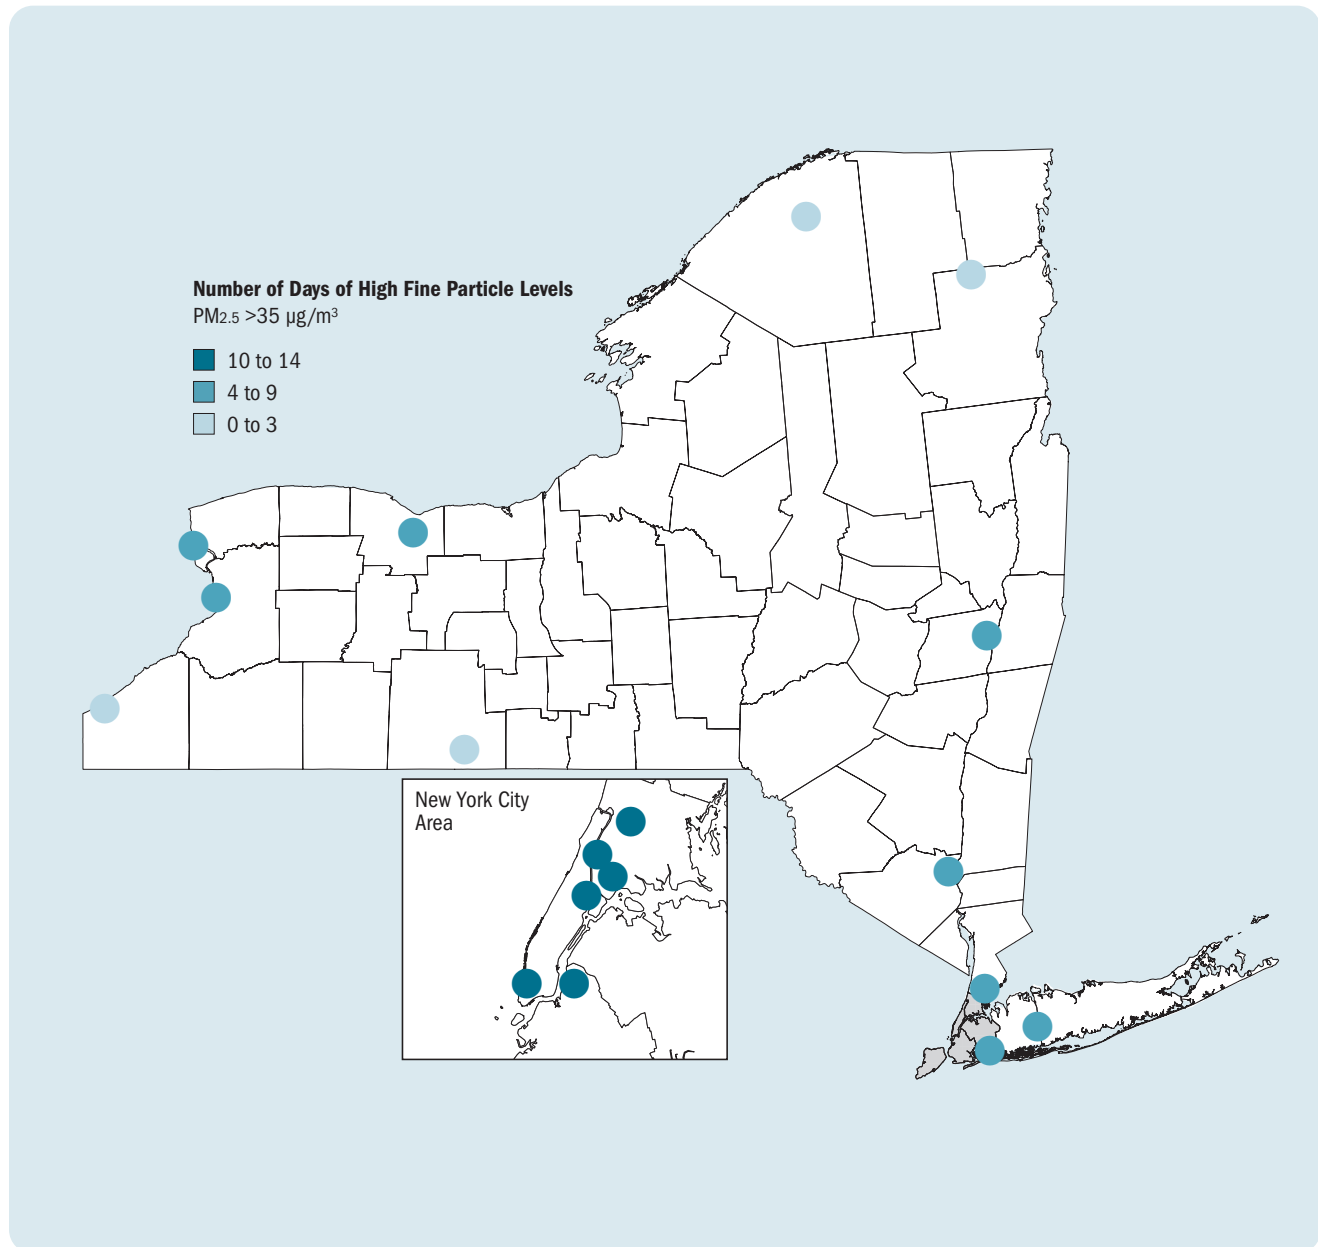 Number of Days of High Fine Particle Levels
PM2.5 >35 µg/m³
10 to 14
4 to 9
0 to 3
New York City
Area